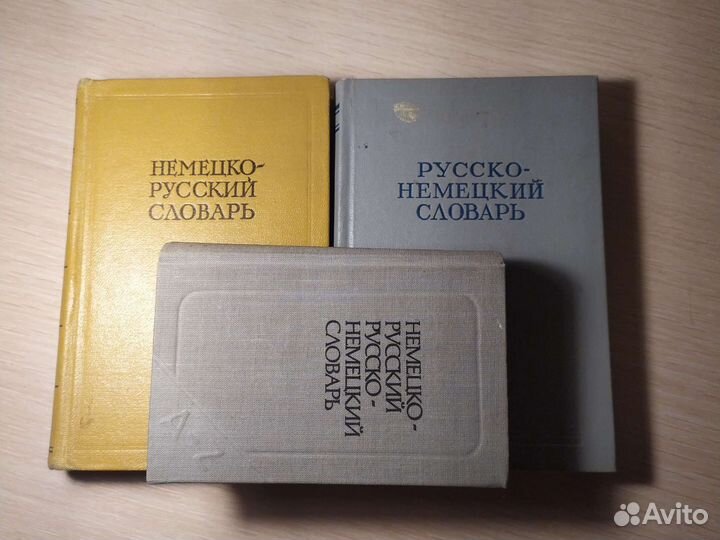 НЕМЕЦКО-
РУССКИЙ
СЛОВАРЬ
РУССКО-
НЕМЕЦКИЙ
СЛОВАРЬ
НЕМЕЦКО-
РУССКИЙ
РУССКО-
НЕМЕЦКИЙ
СЛОВАРЬ
Avito